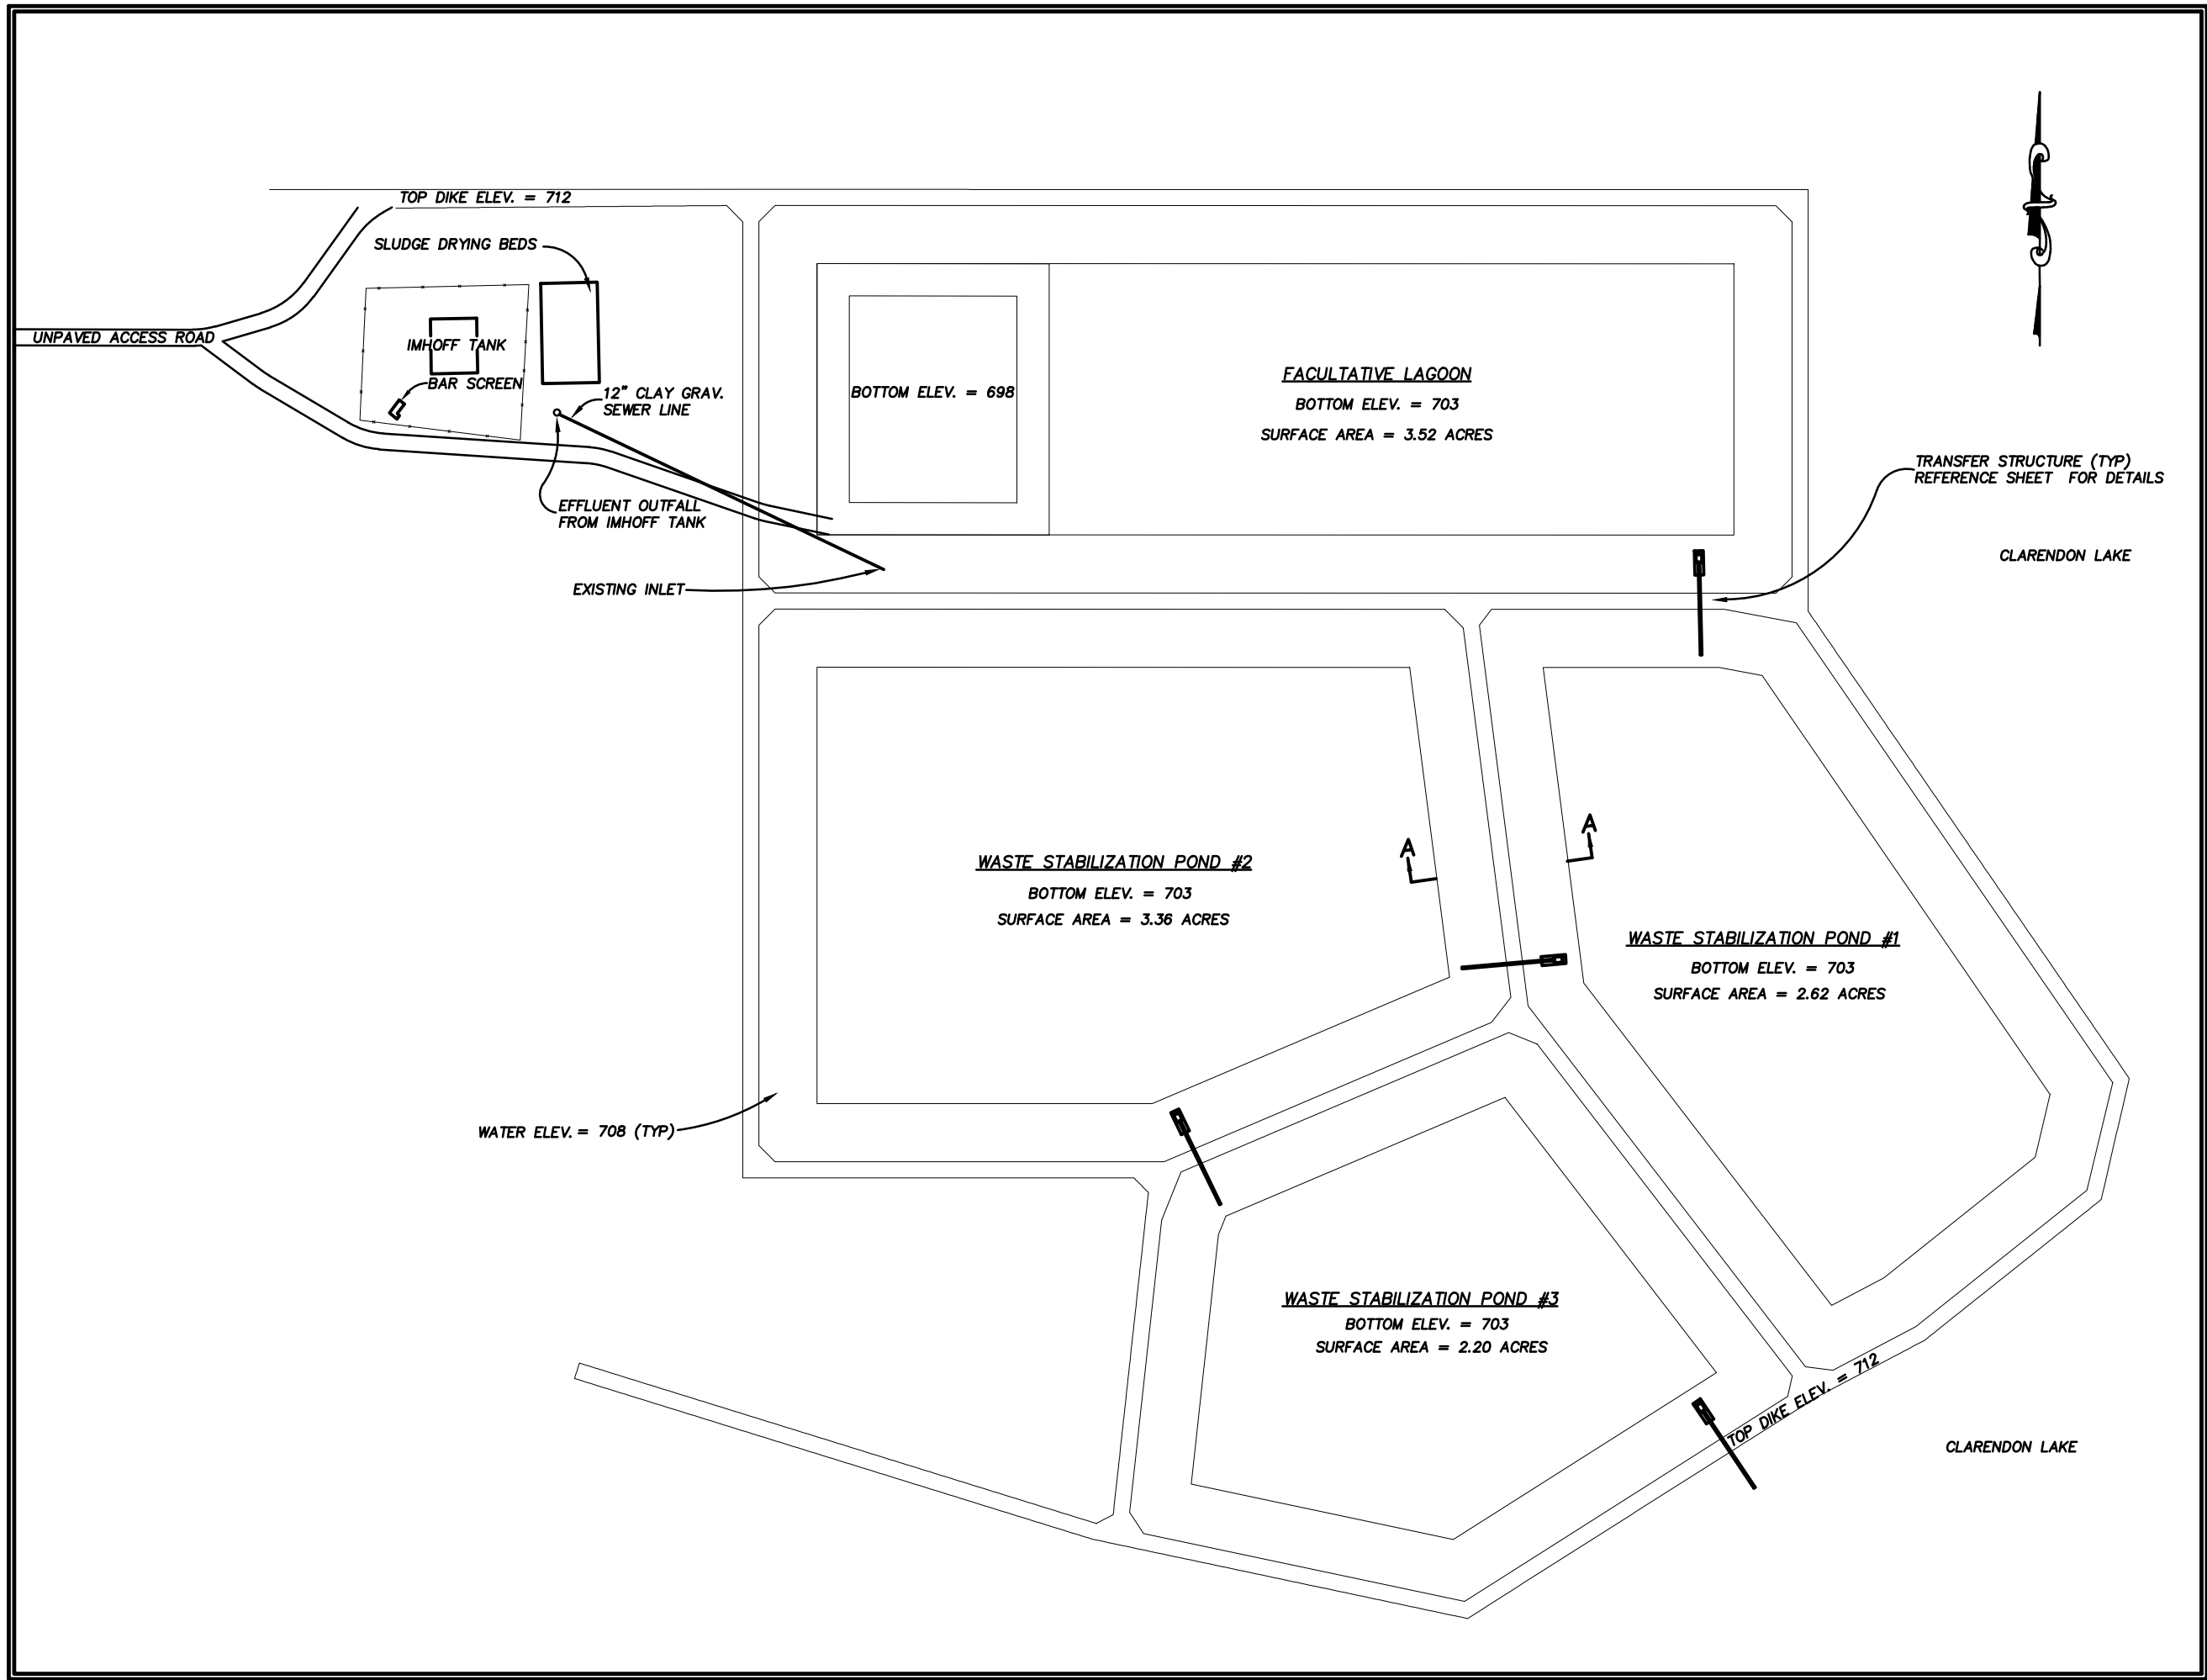 TOP DIKE ELEV. = 712
SLUDGE DRYING BEDS
UNPAVED ACCESS ROAD
IMHOFF TANK
BAR SCREEN
12" CLAY GRAV.
SEWER LINE
EFFLUENT OUTFALL
FROM IMHOFF TANK
EXISTING INLET
BOTTOM ELEV. = 698
FACULTATIVE LAGOON
BOTTOM ELEV. = 703
SURFACE AREA = 3.52 ACRES
TRANSFER STRUCTURE (TYP)
REFERENCE SHEET FOR DETAILS
CLARENDON LAKE
A
A
WASTE STABILIZATION POND #2
BOTTOM ELEV. = 703
SURFACE AREA = 3.36 ACRES
WASTE STABILIZATION POND #1
BOTTOM ELEV. = 703
SURFACE AREA = 2.62 ACRES
WATER ELEV. = 708 (TYP)
WASTE STABILIZATION POND #3
BOTTOM ELEV. = 703
SURFACE AREA = 2.20 ACRES
TOP DIKE ELEV. = 712
CLARENDON LAKE